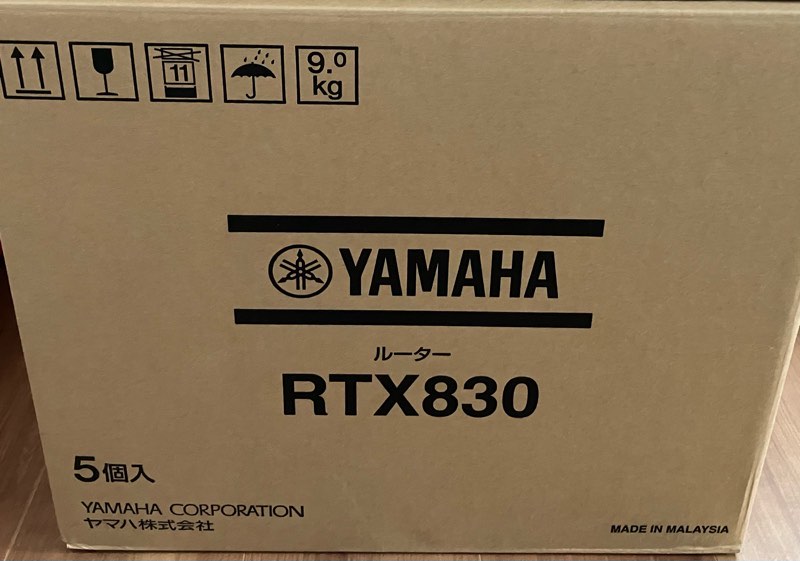 11
9.0
kg
YAMAHA
ルーター
RTX830
5個入
YAMAHA CORPORATION
ヤマハ株式会社
MADE IN MALAYSIA